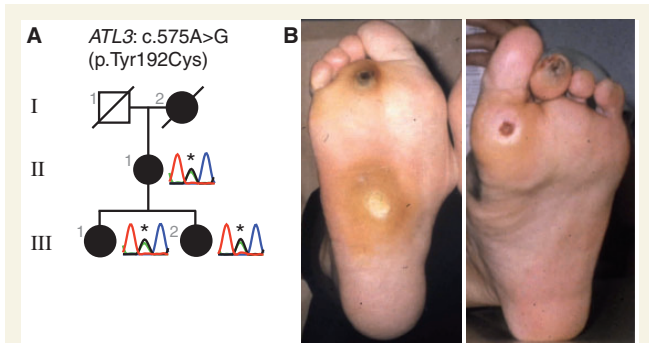 A
ATL3: c.575A>G
(p.Tyr192Cys)
B
I
1
2
II
1
*
III
1
*
2
*